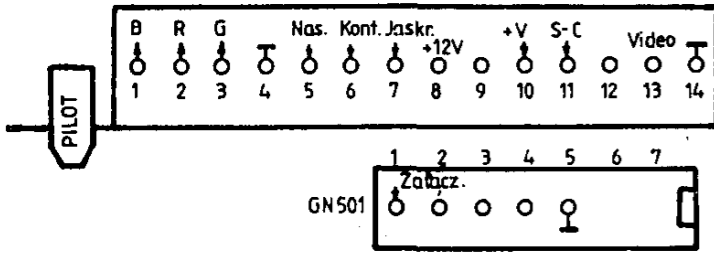 B R G Nas. Kont. Jaskr. +12V +V S-C Video
1 2 3 4 5 6 7 8 9 10 11 12 13 14
PILOT
1 2 3 4 5 6 7
Załącz.
GN501